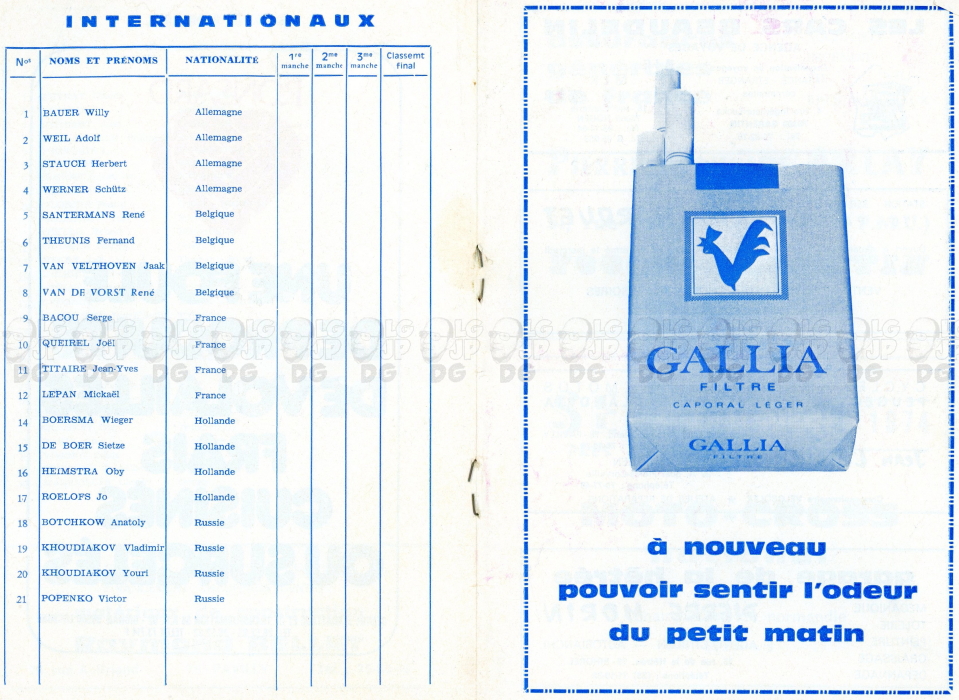 INTERNATIONAUX
Nos NOMS ET PRÉNOMS NATIONALITÉ 1re manche 2me manche 3me manche Classemt final
1 BAUER Willy Allemagne
2 WEIL Adolf Allemagne
3 STAUCH Herbert Allemagne
4 WERNER Schütz Allemagne
5 SANTERMANS René Belgique
6 THEUNIS Fernand Belgique
7 VAN VELTHOVEN Jaak Belgique
8 VAN DE VORST René Belgique
9 BACOU Serge France
10 QUEIREL Joël France
11 TITAIRE Jean-Yves France
12 LEPAN Mickaël France
14 BOERSMA Wieger Hollande
15 DE BOER Sietze Hollande
16 HEIMSTRA Oby Hollande
17 ROELOFS Jo Hollande
18 BOTCHKOW Anatoly Russie
19 KHOUDIAKOV Vladimir Russie
20 KHOUDIAKOV Youri Russie
21 POPENKO Victor Russie
GALLIA
FILTRE
CAPORAL LÉGER
GALLIA
FILTRE
à nouveau
pouvoir sentir l'odeur
du petit matin
LG
JP
DG